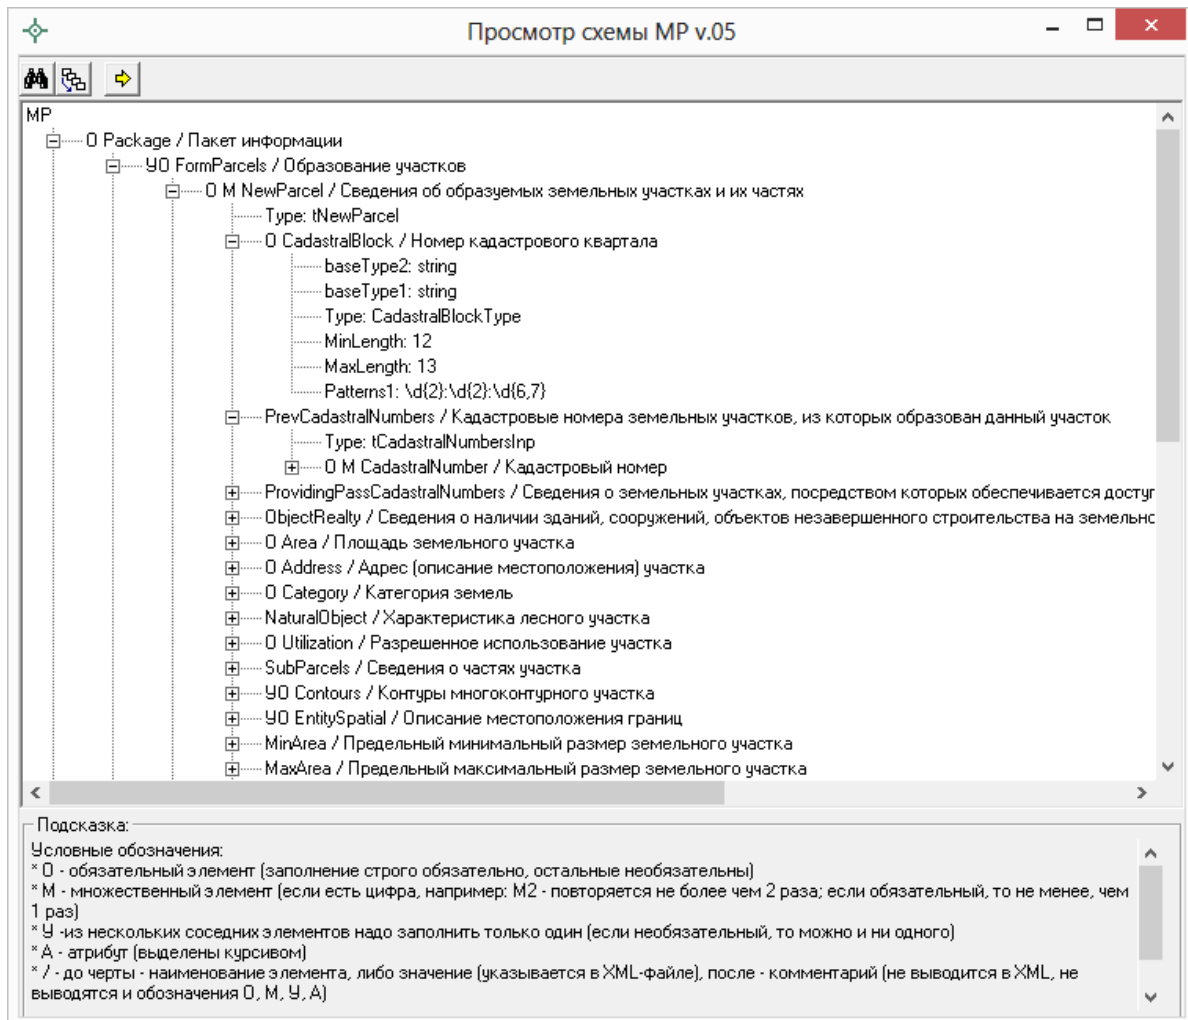 Просмотр схемы MP v.05
MP
О Package / Пакет информации
УО FormParcels / Образование участков
О М NewParcel / Сведения об образуемых земельных участках и их частях
Type: tNewParcel
О CadastralBlock / Номер кадастрового квартала
baseType2: string
baseType1: string
Type: CadastralBlockType
MinLength: 12
MaxLength: 13
Patterns1: \d{2}:\d{2}:\d{6,7}
PrevCadastralNumbers / Кадастровые номера земельных участков, из которых образован данный участок
Type: tCadastralNumbersInp
О М CadastralNumber / Кадастровый номер
ProvidingPassCadastralNumbers / Сведения о земельных участках, посредством которых обеспечивается доступ
ObjectRealty / Сведения о наличии зданий, сооружений, объектов незавершенного строительства на земельно
О Area / Площадь земельного участка
О Address / Адрес (описание местоположения) участка
О Category / Категория земель
NaturalObject / Характеристика лесного участка
О Utilization / Разрешенное использование участка
SubParcels / Сведения о частях участка
УО Contours / Контуры многоконтурного участка
УО EntitySpatial / Описание местоположения границ
MinArea / Предельный минимальный размер земельного участка
MaxArea / Предельный максимальный размер земельного участка
Подсказка:
Условные обозначения:
* О - обязательный элемент (заполнение строго обязательно, остальные необязательны)
* М - множественный элемент (если есть цифра, например: М2 - повторяется не более чем 2 раза; если обязательный, то не менее, чем
1 раз)
* У -из нескольких соседних элементов надо заполнить только один (если необязательный, то можно и ни одного)
* А - атрибут (выделены курсивом)
* / - до черты - наименование элемента, либо значение (указывается в XML-файле), после - комментарий (не выводится в XML, не
выводятся и обозначения О, М, У, А)